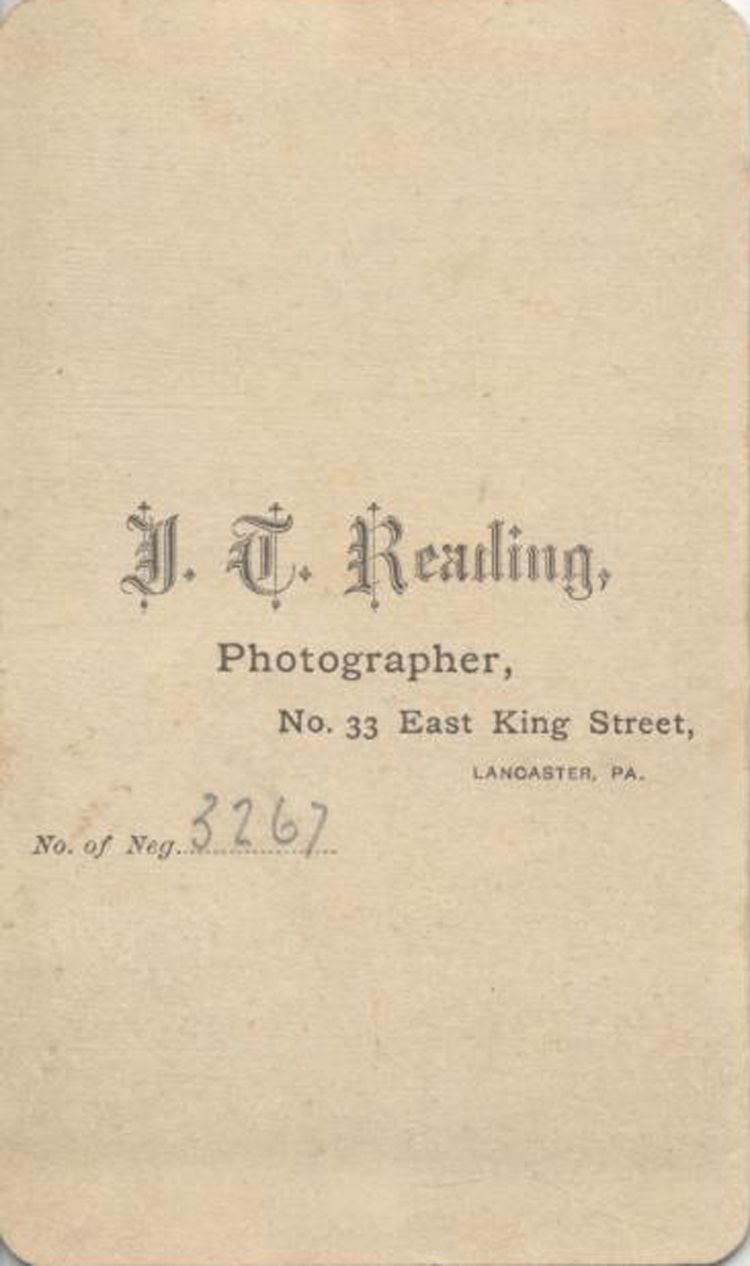 J. T. Reading,
Photographer,
No. 33 East King Street,
LANCASTER, PA.
No. of Neg. 3267